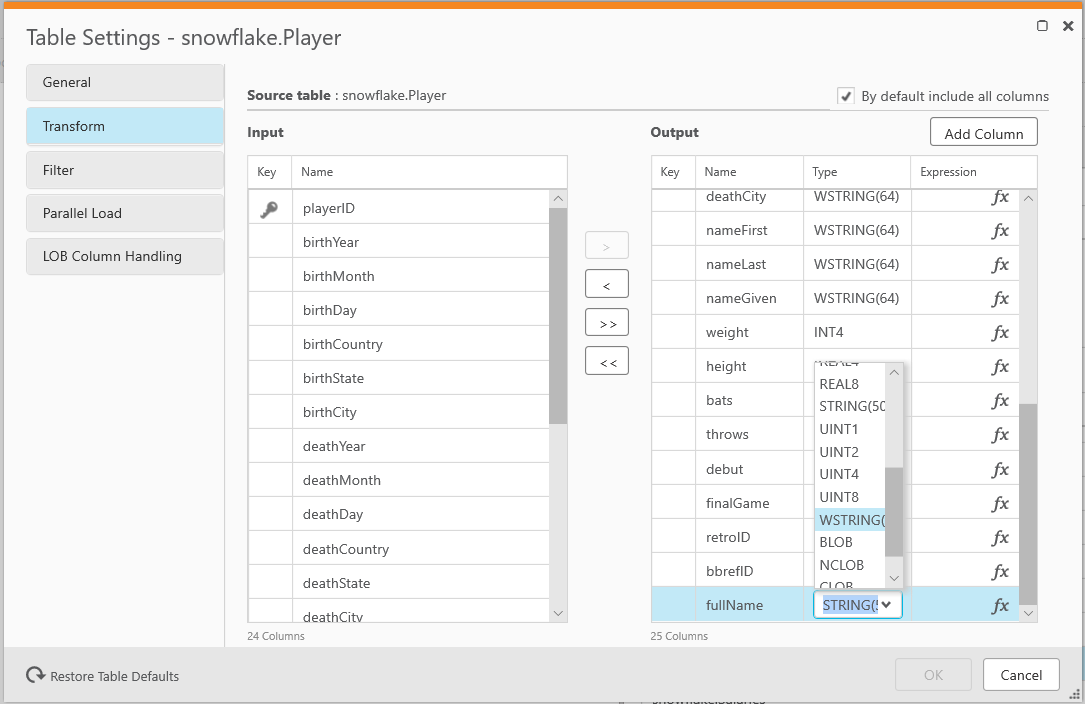 Table Settings - snowflake.Player
General
Transform
Filter
Parallel Load
LOB Column Handling
Source table : snowflake.Player
By default include all columns
Input
Output
Add Column
Key Name
playerID
birthYear
birthMonth
birthDay
birthCountry
birthState
birthCity
deathYear
deathMonth
deathDay
deathCountry
deathState
deathCity
24 Columns
>
<
>>
<<
Key Name Type Expression
deathCity WSTRING(64) fx
nameFirst WSTRING(64) fx
nameLast WSTRING(64) fx
nameGiven WSTRING(64) fx
weight INT4 fx
height fx
bats fx
throws fx
debut fx
finalGame fx
retroID fx
bbrefID fx
fullName STRING(5 fx
REAL4
REAL8
STRING(50
UINT1
UINT2
UINT4
UINT8
WSTRING(
BLOB
NCLOB
CLOB
25 Columns
Restore Table Defaults
OK
Cancel
snowflake.Salaries